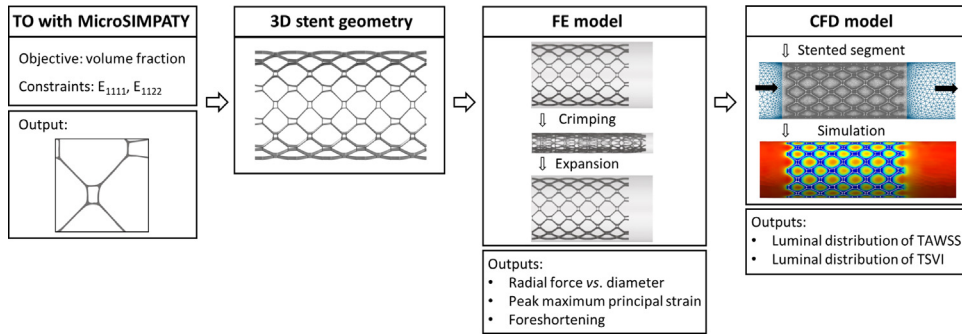 TO with MicroSIMPATY
Objective: volume fraction
Constraints: E1111, E1122
Output:
3D stent geometry
FE model
Crimping
Expansion
Outputs:
• Radial force vs. diameter
• Peak maximum principal strain
• Foreshortening
CFD model
Stented segment
Simulation
Outputs:
• Luminal distribution of TAWSS
• Luminal distribution of TSVI